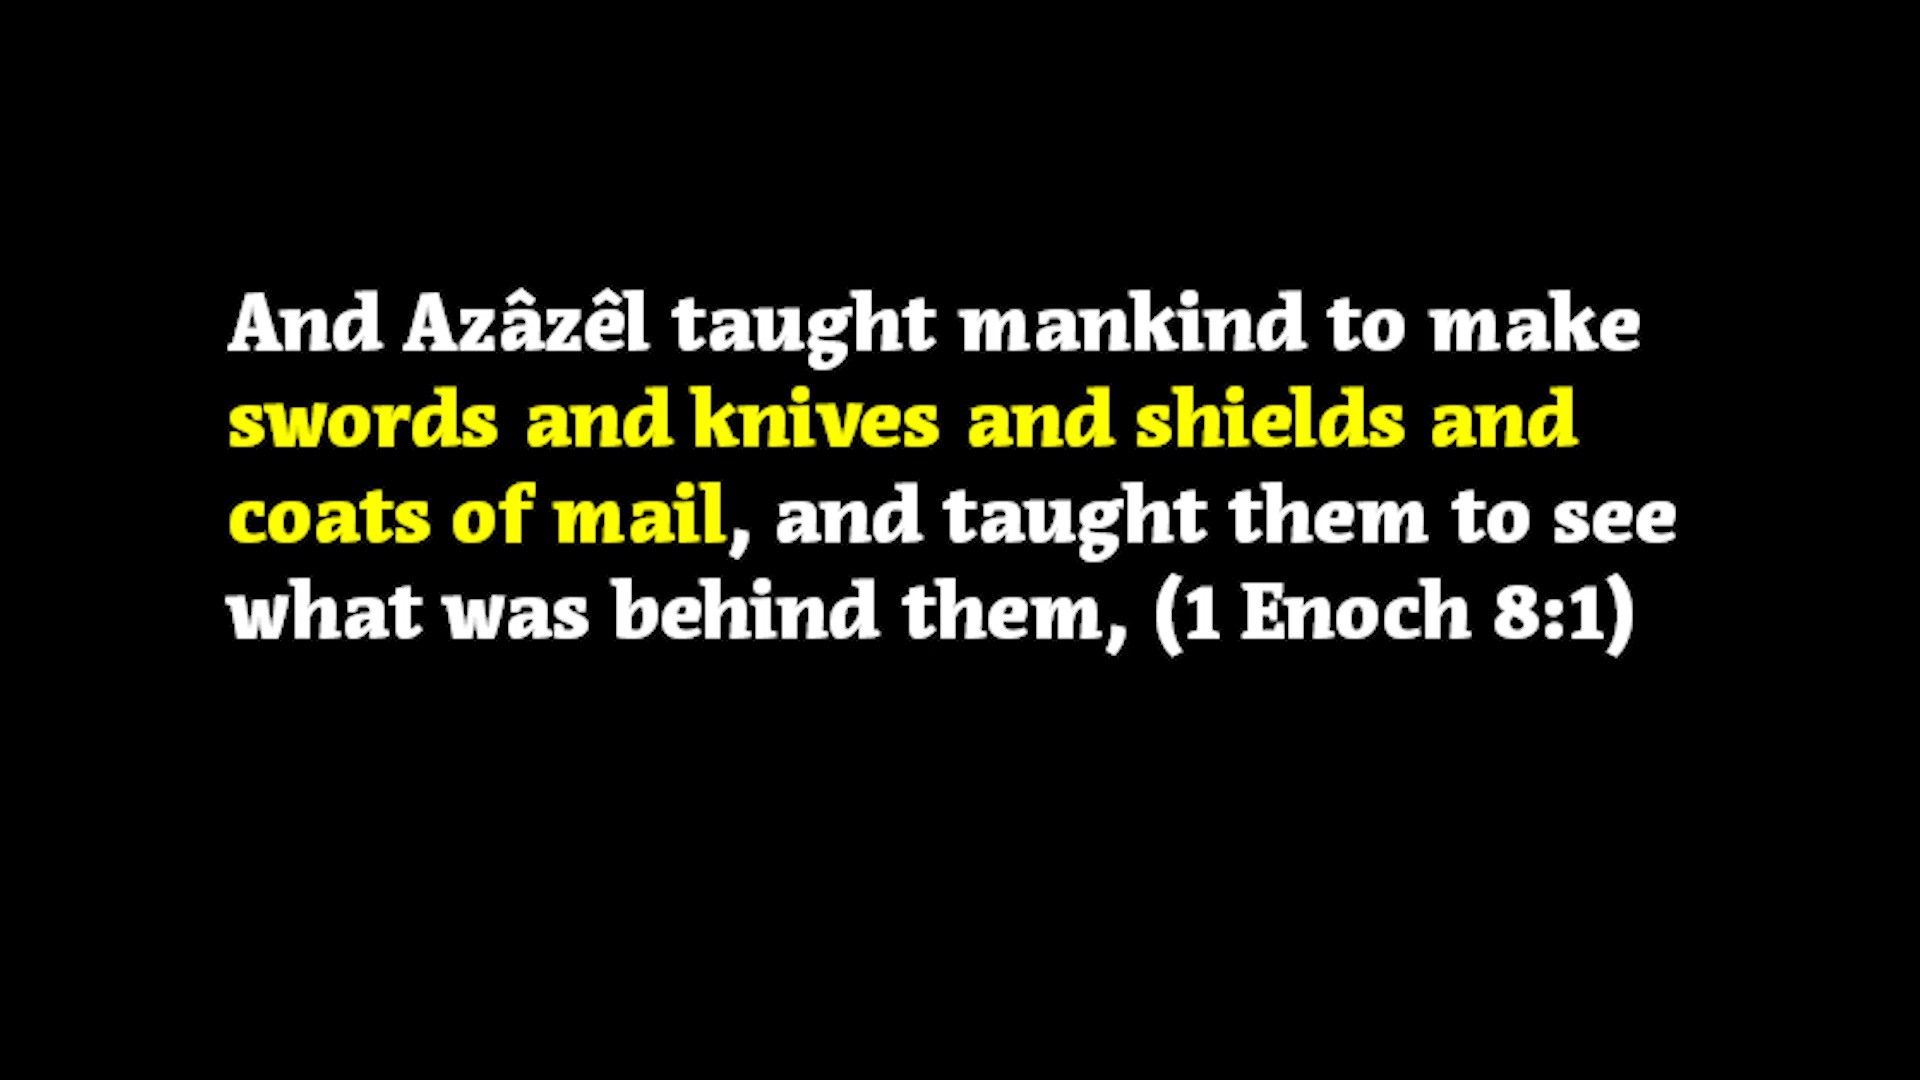 And Azâzêl taught mankind to make
swords and knives and shields and
coats of mail, and taught them to see
what was behind them, (1 Enoch 8:1)